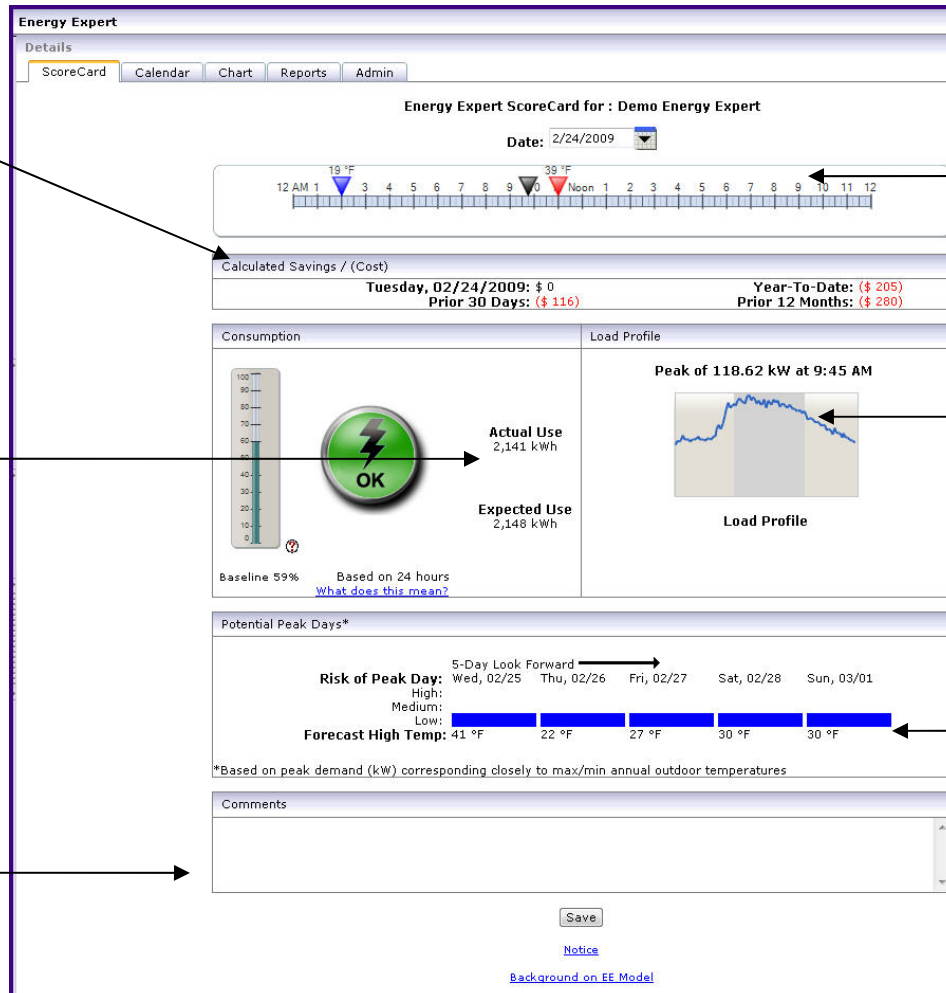 Energy Expert
Details
ScoreCard Calendar Chart Reports Admin
Energy Expert ScoreCard for : Demo Energy Expert
Date: 2/24/2009
19 °F 39 °F
12 AM 1 3 4 5 6 7 8 9 0 Noon 1 2 3 4 5 6 7 8 9 10 11 12
Calculated Savings / (Cost)
Tuesday, 02/24/2009: $ 0 Year-To-Date: ($ 205)
Prior 30 Days: ($ 116) Prior 12 Months: ($ 280)
Consumption
100
90
80
70
60
50
40
30
20
10
0
OK
Actual Use
2,141 kWh
Expected Use
2,148 kWh
?
Baseline 59% Based on 24 hours
What does this mean?
Load Profile
Peak of 118.62 kW at 9:45 AM
Load Profile
Potential Peak Days*
5-Day Look Forward
Risk of Peak Day: Wed, 02/25 Thu, 02/26 Fri, 02/27 Sat, 02/28 Sun, 03/01
High:
Medium:
Low:
Forecast High Temp: 41 °F 22 °F 27 °F 30 °F 30 °F
*Based on peak demand (kW) corresponding closely to max/min annual outdoor temperatures
Comments
Save
Notice
Background on EE Model